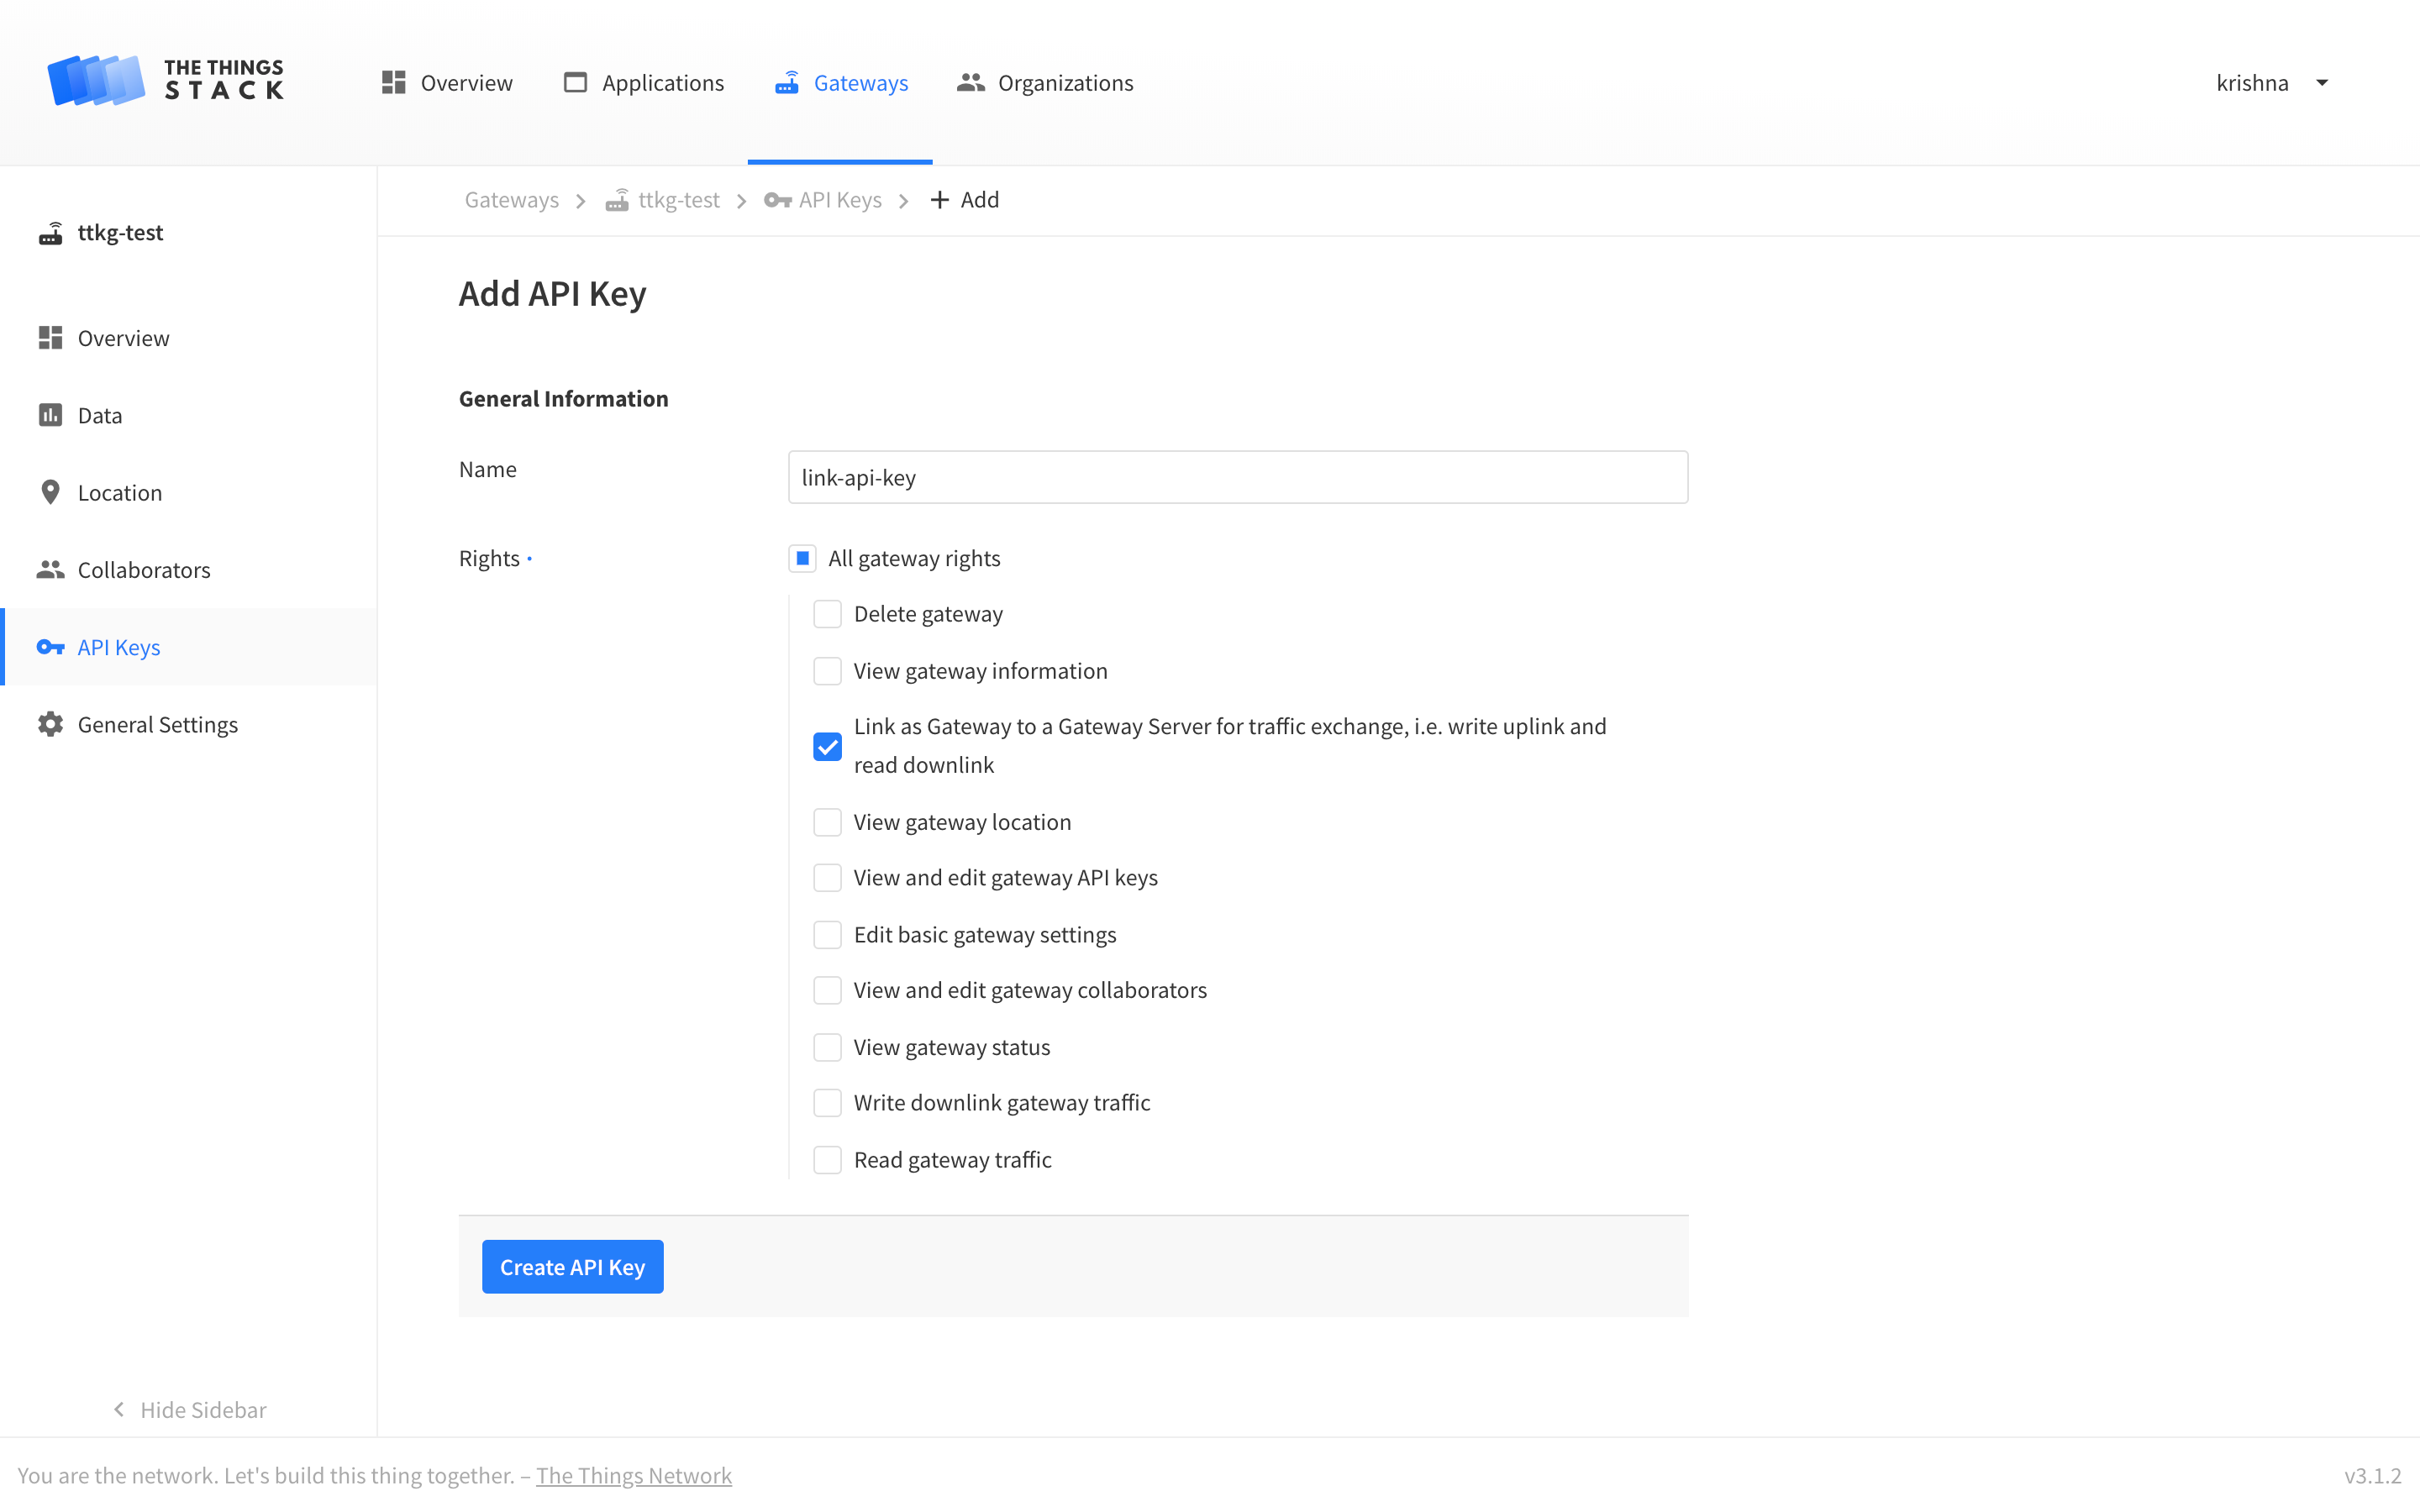 THE THINGS
STACK
Overview
Applications
Gateways
Organizations
krishna
Gateways
ttkg-test
API Keys
Add
ttkg-test
Overview
Data
Location
Collaborators
API Keys
General Settings
Hide Sidebar
Add API Key
General Information
Name
link-api-key
Rights
All gateway rights
Delete gateway
View gateway information
Link as Gateway to a Gateway Server for traffic exchange, i.e. write uplink and
read downlink
View gateway location
View and edit gateway API keys
Edit basic gateway settings
View and edit gateway collaborators
View gateway status
Write downlink gateway traffic
Read gateway traffic
Create API Key
You are the network. Let's build this thing together. – The Things Network
v3.1.2